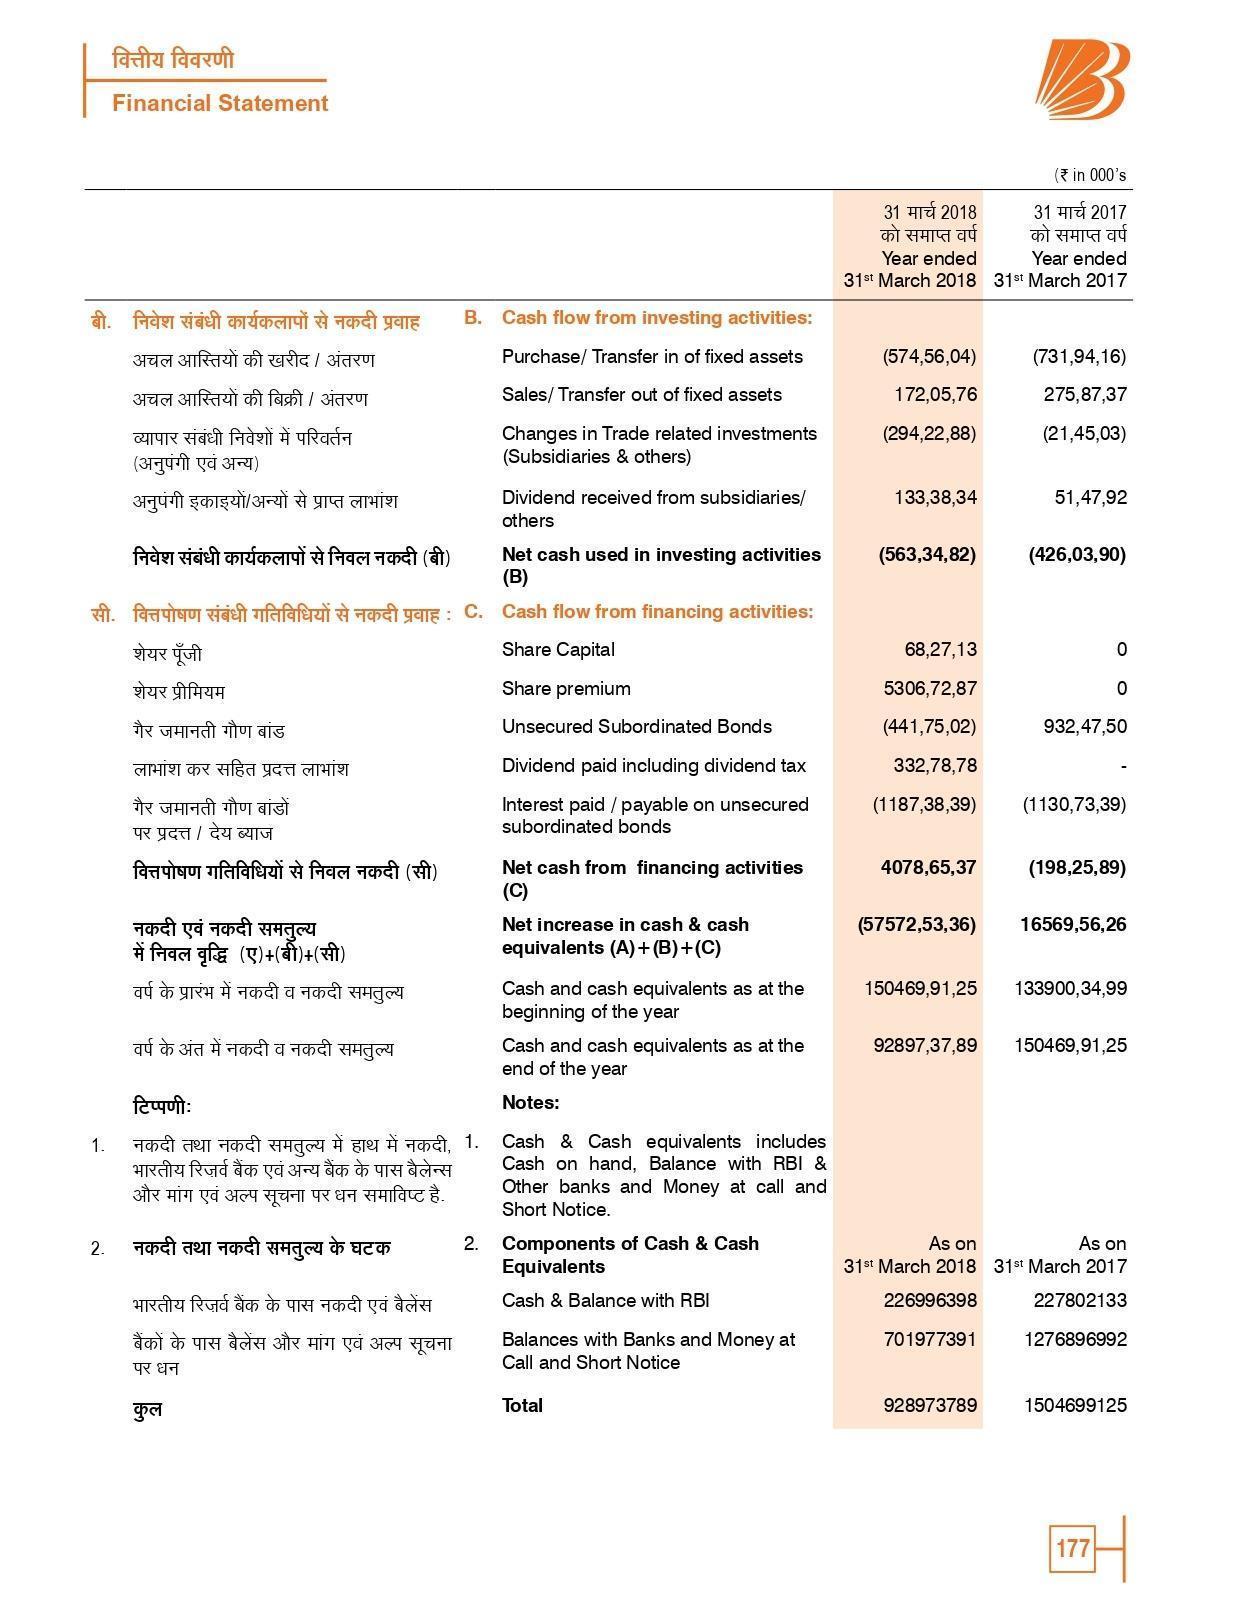 वित्तीय विवरणी
Financial Statement
(₹ in 000's
31 मार्च 2018 31 मार्च 2017
को समाप्त वर्ष को समाप्त वर्ष
Year ended Year ended
31st March 2018 31st March 2017
बी. निवेश संबंधी कार्यकलापों से नकदी प्रवाह B. Cash flow from investing activities:
अचल आस्तियों की खरीद / अंतरण Purchase/ Transfer in of fixed assets (574,56,04) (731,94,16)
अचल आस्तियों की बिक्री / अंतरण Sales/ Transfer out of fixed assets 172,05,76 275,87,37
व्यापार संबंधी निवेशों में परिवर्तन Changes in Trade related investments (294,22,88) (21,45,03)
(अनुषंगी एवं अन्य) (Subsidiaries & others)
अनुषंगी इकाइयों/अन्यों से प्राप्त लाभांश Dividend received from subsidiaries/ 133,38,34 51,47,92
others
निवेश संबंधी कार्यकलापों से निवल नकदी (बी) Net cash used in investing activities (563,34,82) (426,03,90)
(B)
सी. वित्तपोषण संबंधी गतिविधियों से नकदी प्रवाह : C. Cash flow from financing activities:
शेयर पूँजी Share Capital 68,27,13 0
शेयर प्रीमियम Share premium 5306,72,87 0
गैर जमानती गौण बांड Unsecured Subordinated Bonds (441,75,02) 932,47,50
लाभांश कर सहित प्रदत्त लाभांश Dividend paid including dividend tax 332,78,78 -
गैर जमानती गौण बांडों Interest paid / payable on unsecured (1187,38,39) (1130,73,39)
पर प्रदत्त / देय ब्याज subordinated bonds
वित्तपोषण गतिविधियों से निवल नकदी (सी) Net cash from financing activities 4078,65,37 (198,25,89)
(C)
नकदी एवं नकदी समतुल्य Net increase in cash & cash (57572,53,36) 16569,56,26
में निवल वृद्धि (ए)+(बी)+(सी) equivalents (A)+(B)+(C)
वर्ष के प्रारंभ में नकदी व नकदी समतुल्य Cash and cash equivalents as at the 150469,91,25 133900,34,99
beginning of the year
वर्ष के अंत में नकदी व नकदी समतुल्य Cash and cash equivalents as at the 92897,37,89 150469,91,25
end of the year
टिप्पणी: Notes:
1. नकदी तथा नकदी समतुल्य में हाथ में नकदी, 1. Cash & Cash equivalents includes
भारतीय रिज़र्व बैंक एवं अन्य बैंक के पास बैलेन्स Cash on hand, Balance with RBI &
और मांग एवं अल्प सूचना पर धन समाविष्ट है. Other banks and Money at call and
Short Notice.
2. नकदी तथा नकदी समतुल्य के घटक 2. Components of Cash & Cash As on As on
Equivalents 31st March 2018 31st March 2017
भारतीय रिज़र्व बैंक के पास नकदी एवं बैलेंस Cash & Balance with RBI 226996398 227802133
बैंकों के पास बैलेंस और मांग एवं अल्प सूचना Balances with Banks and Money at 701977391 1276896992
पर धन Call and Short Notice
कुल Total 928973789 1504699125
177